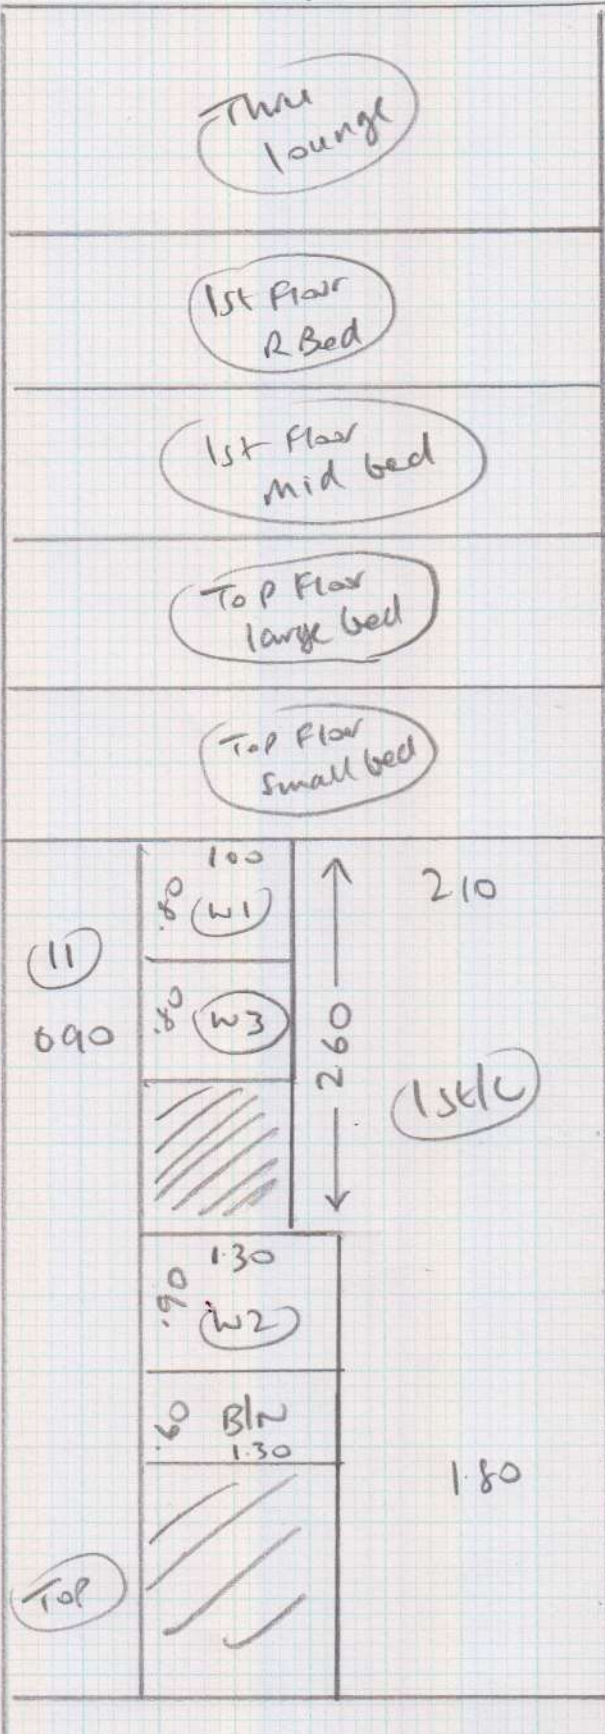 Thru
lounge
1st Floor
R Bed
1st Floor
Mid bed
Top Floor
large bed
Top Floor
Small bed
100
.80
W1
210
11
690
.80
W3
260
1st/L
1.30
.90
W2
.60
B/N
1.30
1.80
Top